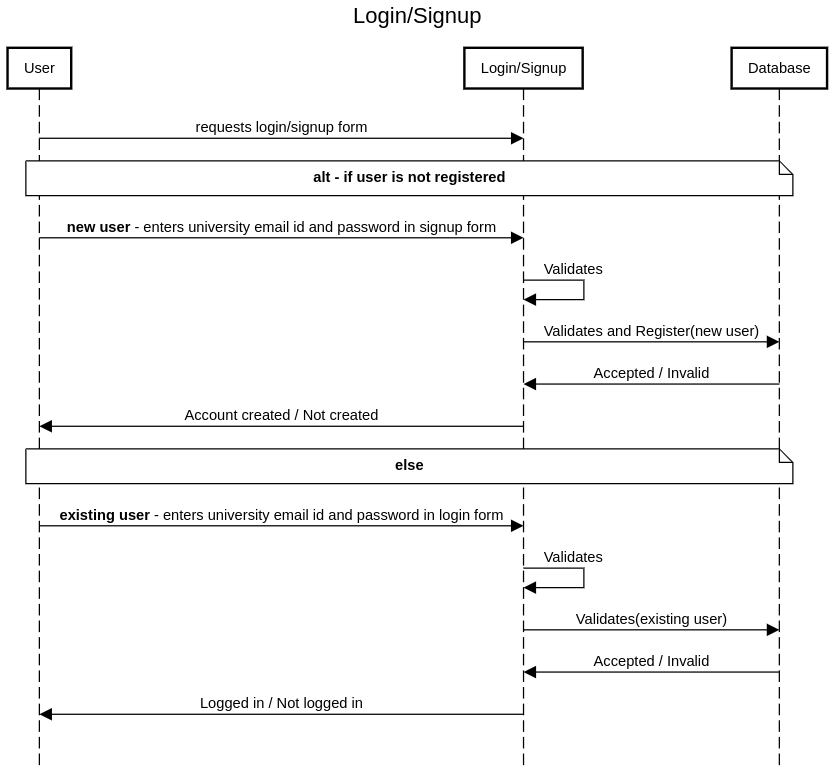 Login/Signup
User
Login/Signup
Database
requests login/signup form
alt - if user is not registered
new user - enters university email id and password in signup form
Validates
Validates and Register(new user)
Accepted / Invalid
Account created / Not created
else
existing user - enters university email id and password in login form
Validates
Validates(existing user)
Accepted / Invalid
Logged in / Not logged in